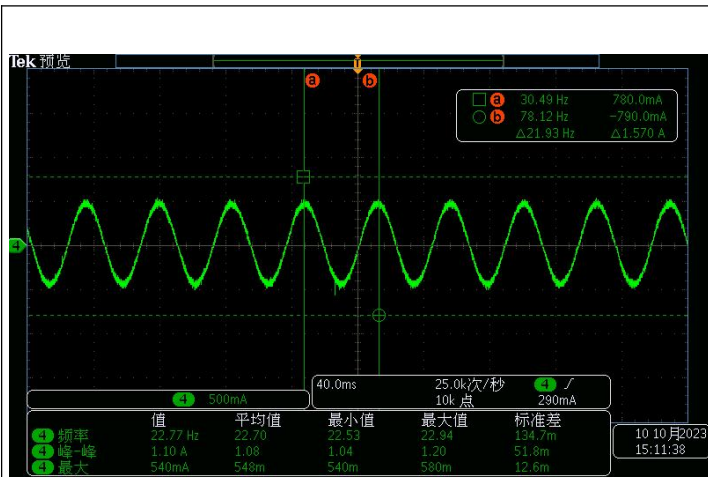 Tek 预览
T
a b
a 30.49 Hz 780.0mA
b 78.12 Hz -790.0mA
△21.93 Hz △1.570 A
4
4 500mA
40.0ms 25.0k次/秒 4
10k 点 290mA
值 平均值 最小值 最大值 标准差
4 频率 22.77 Hz 22.70 22.53 22.94 134.7m
4 峰-峰 1.10 A 1.08 1.04 1.20 51.8m
4 最大 540mA 548m 540m 580m 12.6m
10 10月2023
15:11:38